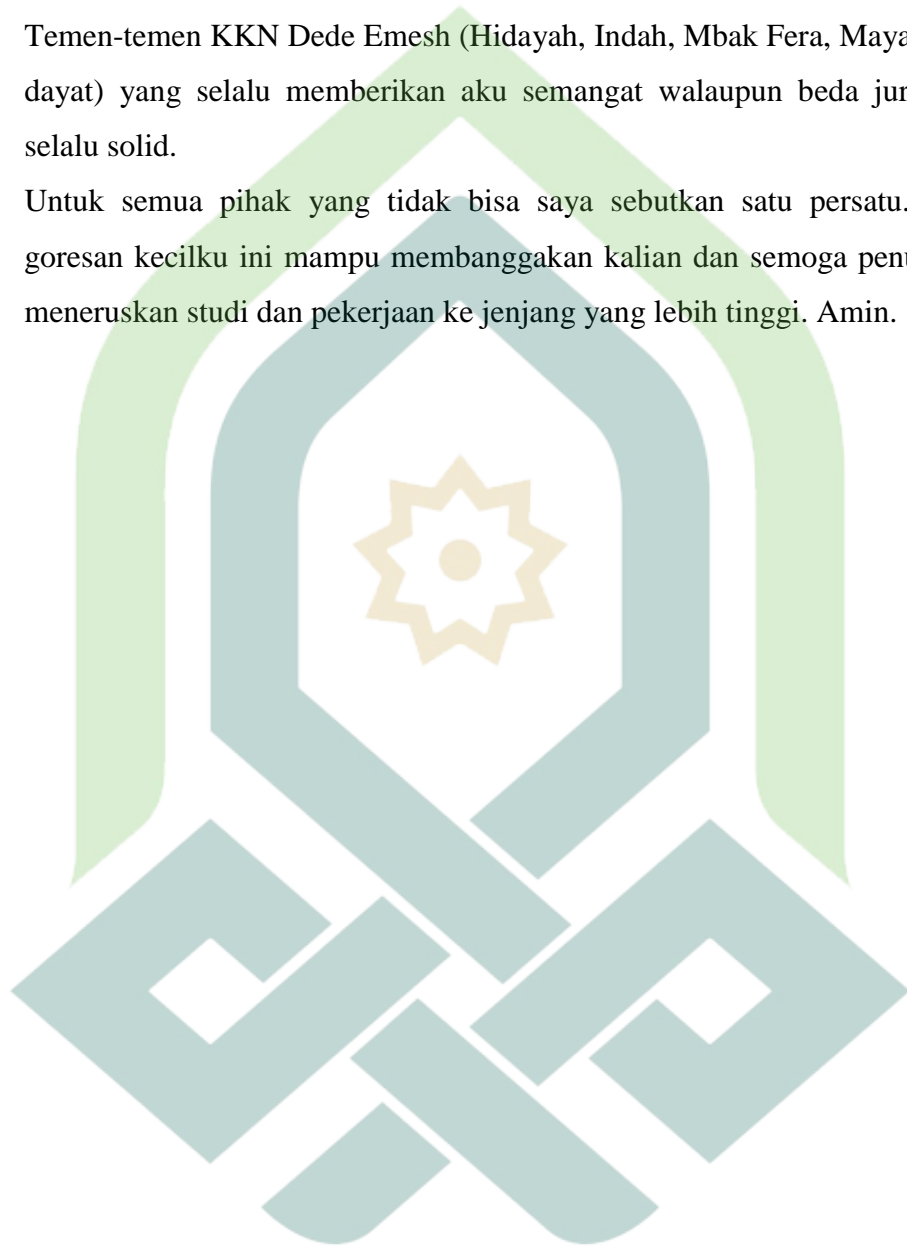 Temen-temen KKN Dede Emesh (Hidayah, Indah, Mbak Fera, Maya
dayat) yang selalu memberikan aku semangat walaupun beda jur
selalu solid.
Untuk semua pihak yang tidak bisa saya sebutkan satu persatu.
goresan kecilku ini mampu membanggakan kalian dan semoga penu
meneruskan studi dan pekerjaan ke jenjang yang lebih tinggi. Amin.